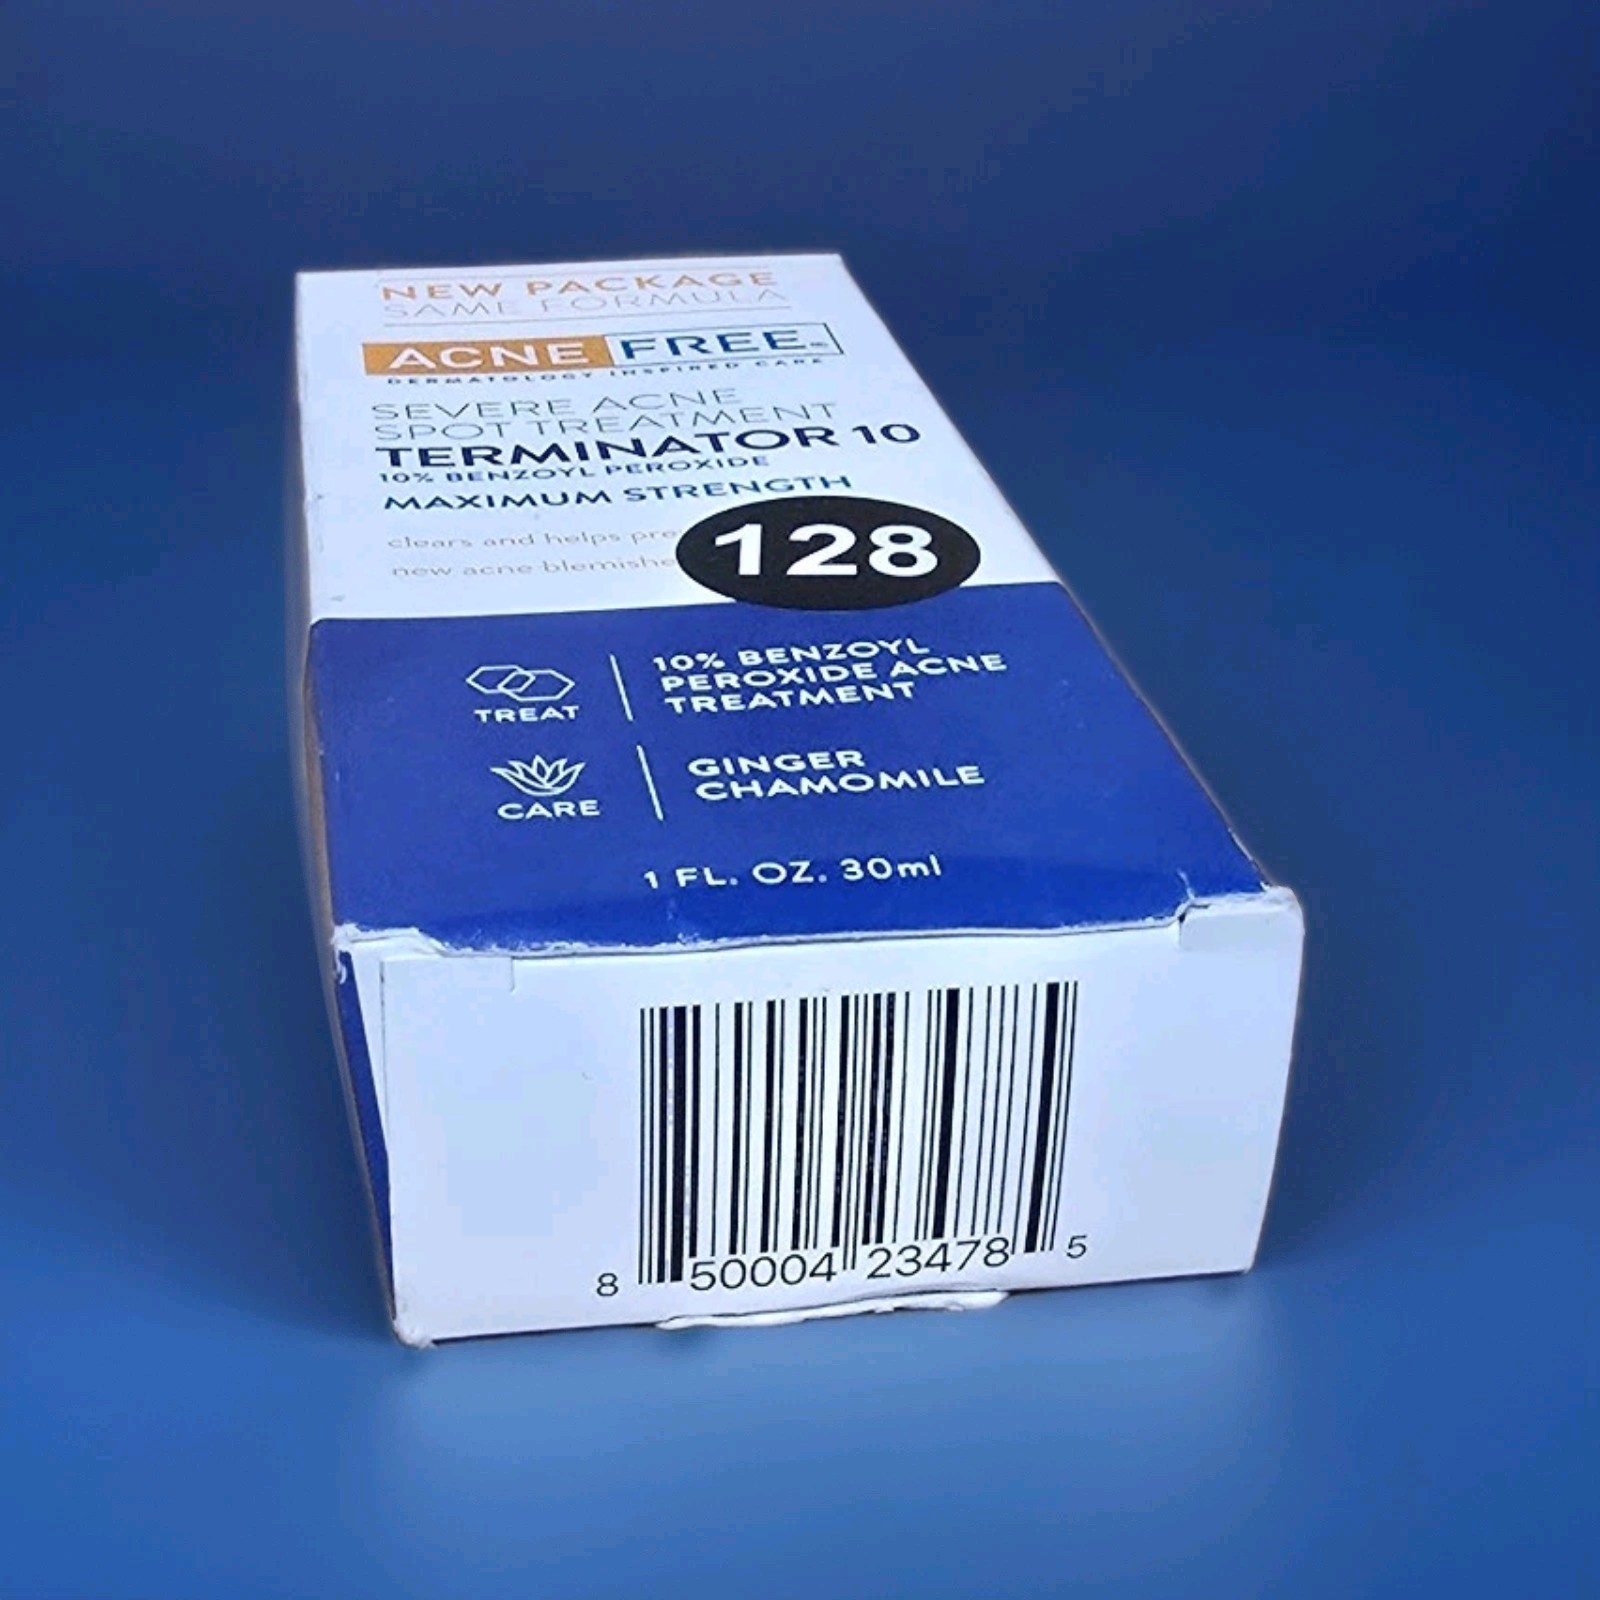 NEW PACKAGE
SAME FORMULA
ACNE FREE
DERMATOLOGY INSPIRED CARE
SEVERE ACNE
SPOT TREATMENT
TERMINATOR 10
10% BENZOYL PEROXIDE
MAXIMUM STRENGTH
clears and helps pre
new acne blemishe
128
10% BENZOYL
PEROXIDE ACNE
TREATMENT
TREAT
GINGER
CHAMOMILE
CARE
1 FL. OZ. 30ml
8 50004 23478 5